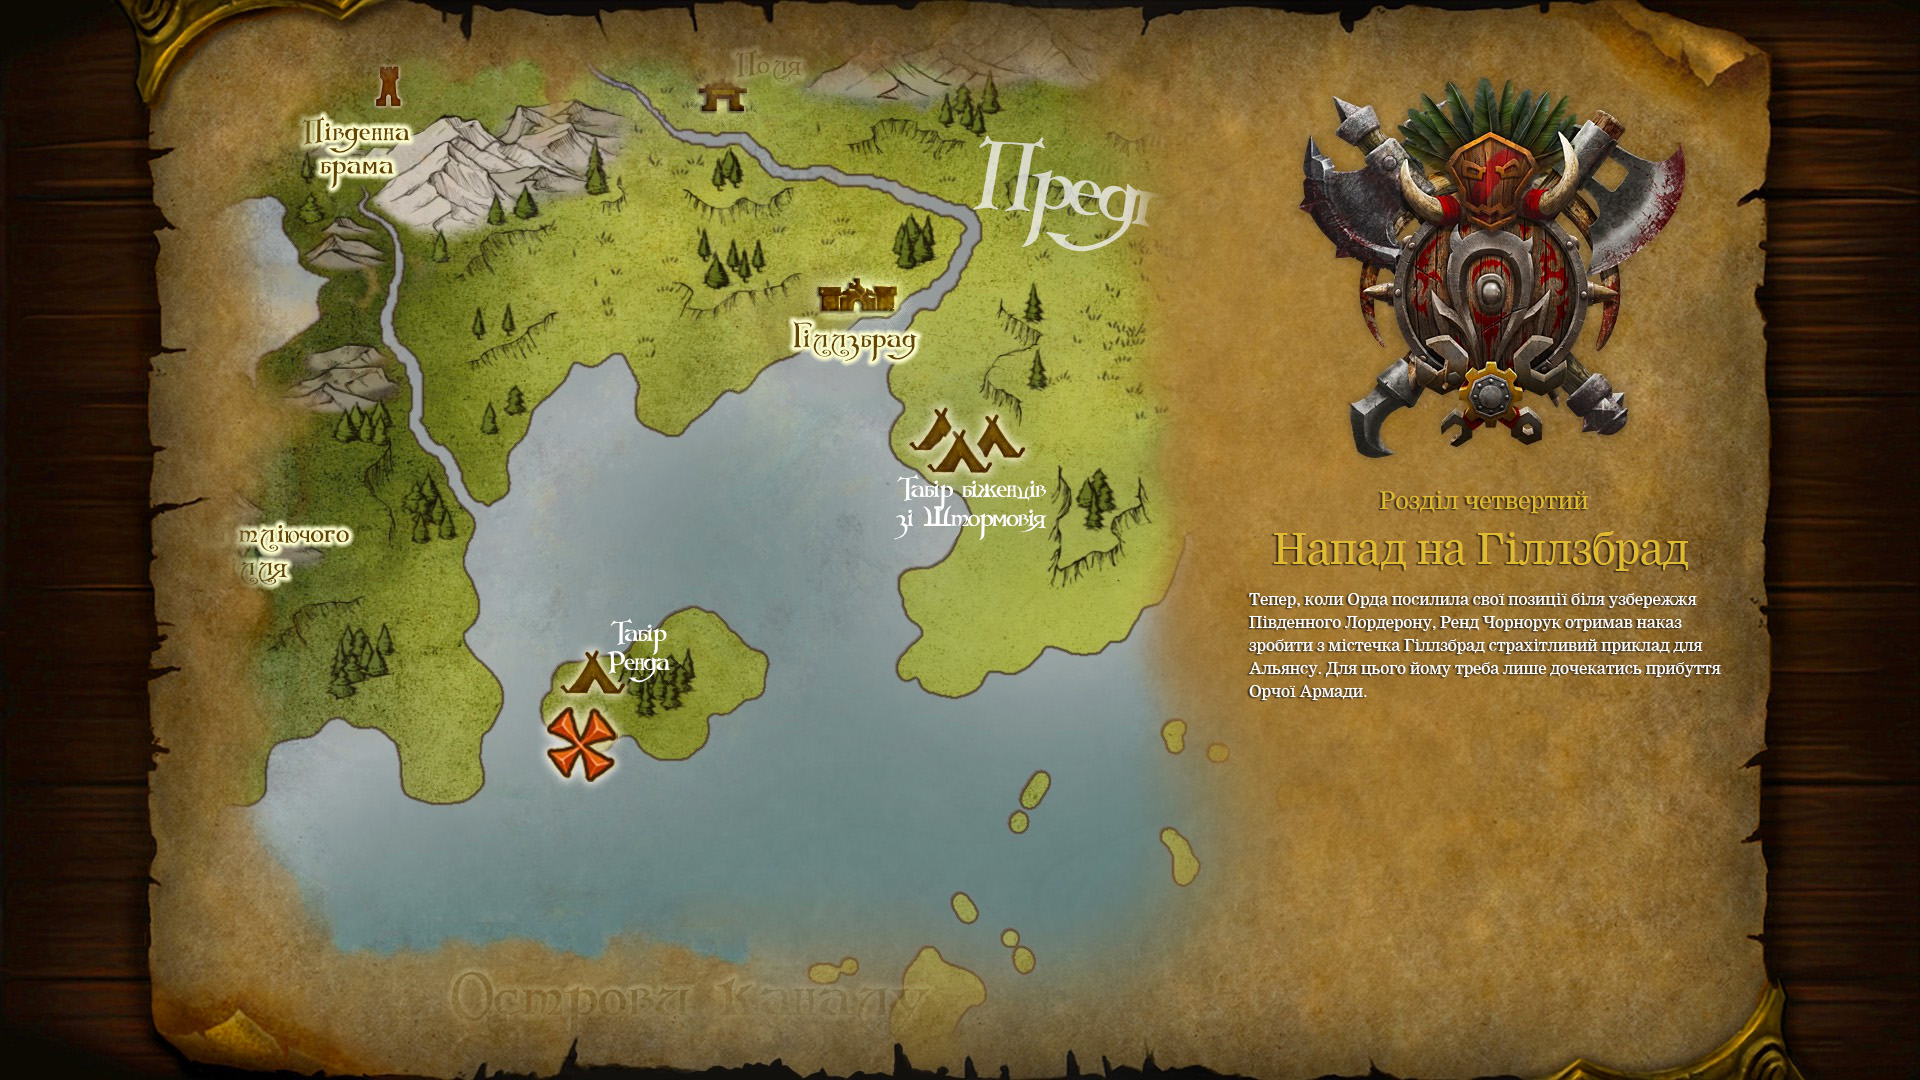 Поля
Південна
брама
Гіллзбрад
Табір біженців
зі Штормовія
тліючого
Табір
Ренда
Острови Каналу
Розділ четвертий
Напад на Гіллзбрад
Тепер, коли Орда посилила свої позиції біля узбережжя
Південного Лордерону, Ренд Чорнорук отримав наказ
зробити з містечка Гіллзбрад страхітливий приклад для
Альянсу. Для цього йому треба лише дочекатись прибуття
Орчої Армади.